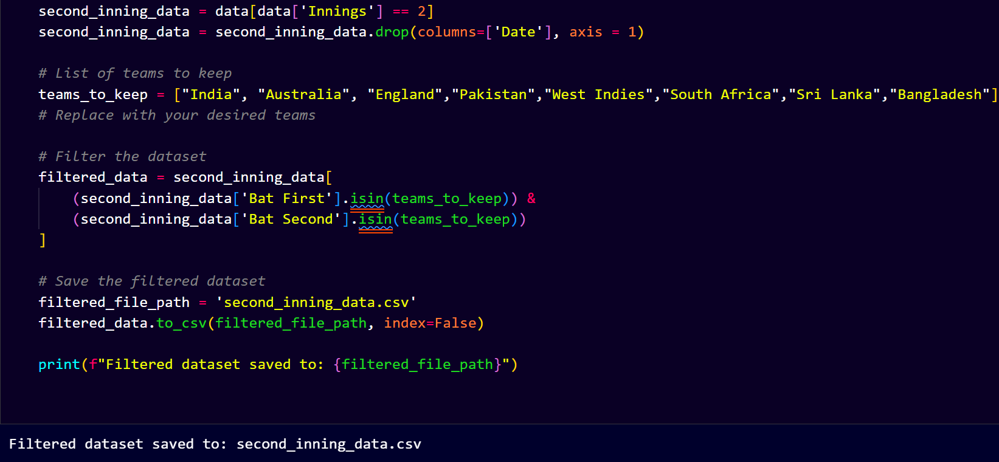 second_inning_data = data[data['Innings'] == 2]
second_inning_data = second_inning_data.drop(columns=['Date'], axis = 1)
# List of teams to keep
teams_to_keep = ["India", "Australia", "England","Pakistan","West Indies","South Africa","Sri Lanka","Bangladesh"]
# Replace with your desired teams
# Filter the dataset
filtered_data = second_inning_data[
    (second_inning_data['Bat First'].isin(teams_to_keep)) &
    (second_inning_data['Bat Second'].isin(teams_to_keep))
]
# Save the filtered dataset
filtered_file_path = 'second_inning_data.csv'
filtered_data.to_csv(filtered_file_path, index=False)
print(f"Filtered dataset saved to: {filtered_file_path}")
Filtered dataset saved to: second_inning_data.csv